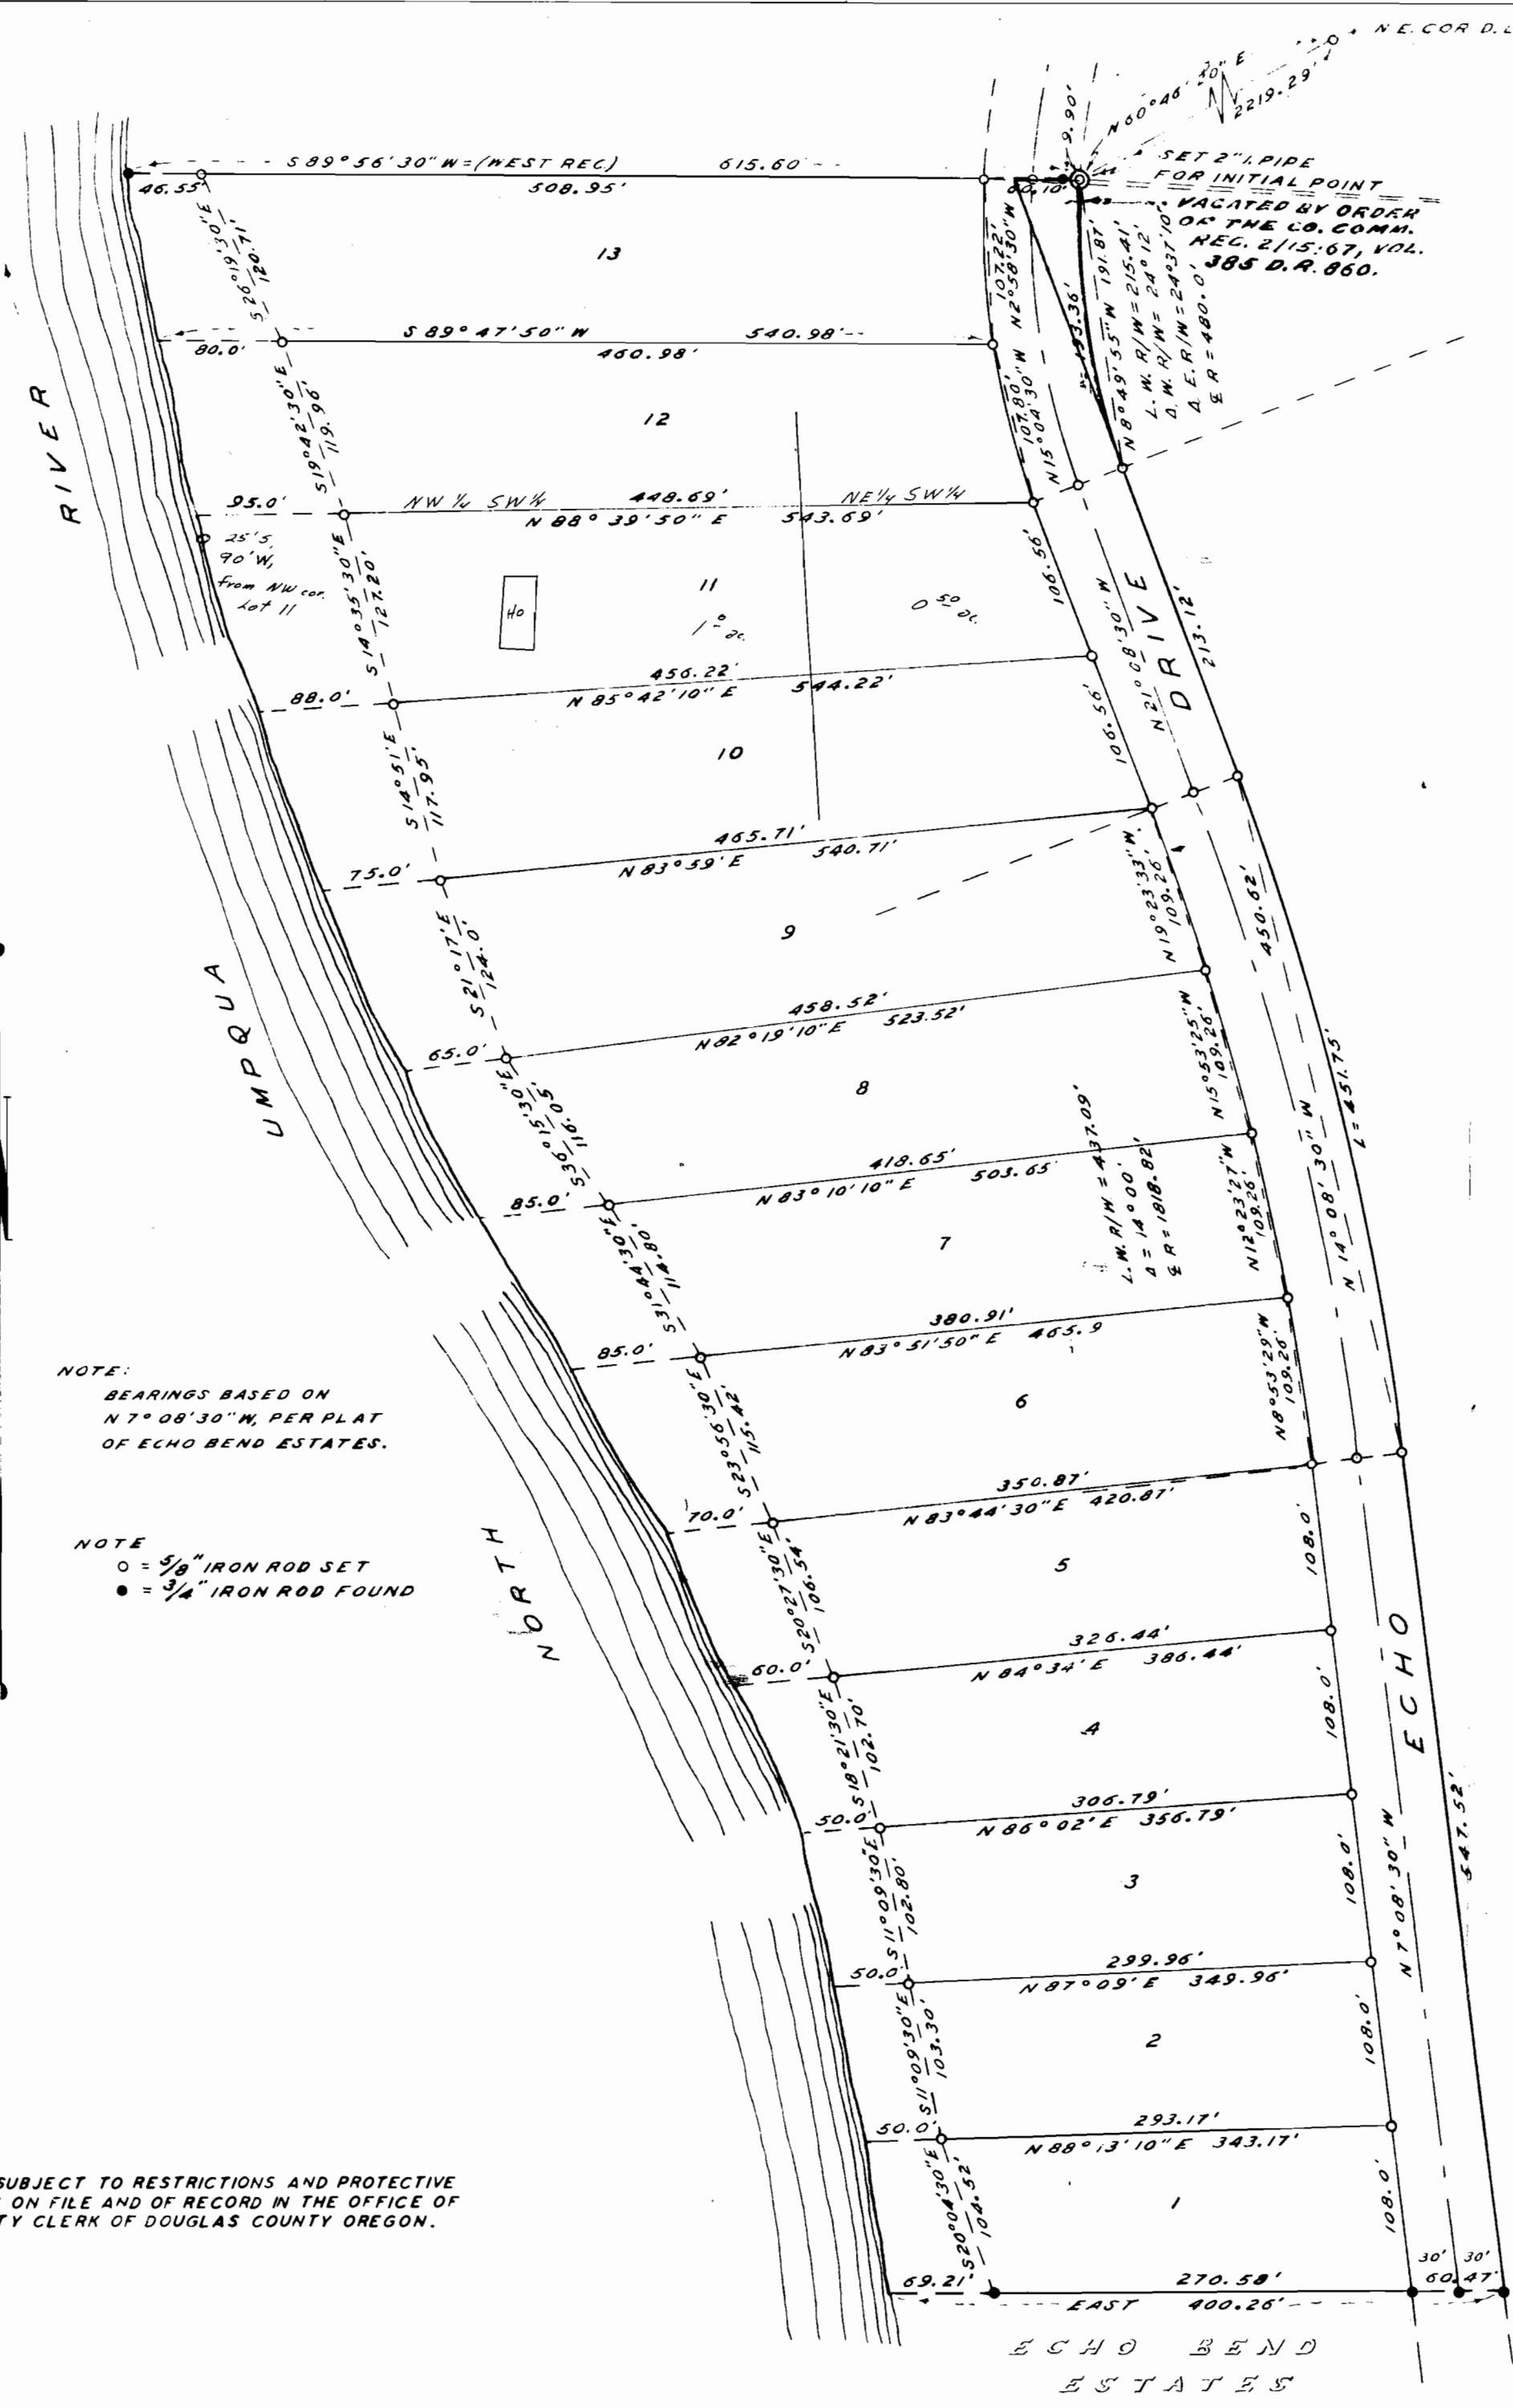 N E. COR D.L
N 60° 46' 30" E
2219.29'
9.90'
SET 2" I. PIPE
FOR INITIAL POINT
VACATED BY ORDER
OF THE CO. COMM.
REC. 2/15:67, VOL.
385 D.R. 860.
S 89° 56' 30" W = (WEST REC.) 615.60'
46.55'
508.95'
60.10'
S 26° 19' 30" E
120.71'
13
107.22'
N 2° 58' 30" W
N 8° 49' 55" W 191.87'
L. W. R/W = 215.41'
Δ W. R/W = 24° 12'
Δ E. R/W = 24° 37' 10"
℄ R = 480.0'
S 89° 47' 50" W 540.98'
80.0'
460.98'
RIVER
S 19° 42' 30" E
119.96'
12
107.80'
N 15° 04' 30" W
95.0'
NW ¼ SW ¼ 448.69' NE ¼ SW ¼
N 88° 39' 50" E 543.69'
25' S.
90' W,
from NW cor.
Lot 11
S 14° 35' 30" E
127.20'
HO
11
1 0 ac.
0 50 ac.
106.56'
N 21° 08' 30" W
DRIVE
213.12'
88.0'
456.22'
N 85° 42' 10" E 544.22'
S 14° 51' E
117.95'
10
106.56'
75.0'
465.71'
N 83° 59' E 540.71'
UMPQUA
S 21° 17' E
124.0'
9
N 19° 23' 33" W.
109.26'
450.62'
65.0'
458.52'
N 82° 19' 10" E 523.52'
S 36° 15' 30" E
116.05'
8
N 15° 53' 25" W
109.26'
L = 451.75'
85.0'
418.65'
N 83° 10' 10" E 503.65'
S 31° 44' 30" E
114.80'
7
L. W. R/W = 437.09'
Δ = 14° 00'
℄ R = 1818.82'
N 12° 23' 27" W
109.26'
N 14° 08' 30" W
85.0'
380.91'
N 83° 51' 50" E 465.9
NOTE:
BEARINGS BASED ON
N 7° 08' 30" W, PER PLAT
OF ECHO BEND ESTATES.
S 23° 56' 30" E
115.42'
6
N 8° 53' 29" W
109.26'
70.0'
350.87'
N 83° 44' 30" E 420.87'
NOTE
○ = 5/8" IRON ROD SET
● = 3/4" IRON ROD FOUND
NORTH
S 20° 27' 30" E
106.54'
5
108.0'
60.0'
326.44'
N 84° 34' E 386.44'
ECHO
S 18° 21' 30" E
102.70'
4
108.0'
50.0'
306.79'
N 86° 02' E 356.79'
S 11° 09' 30" E
102.80'
3
108.0'
N 7° 08' 30" W
547.52'
50.0'
299.96'
N 87° 09' E 349.96'
S 11° 09' 30" E
103.30'
2
108.0'
50.0'
293.17'
N 88° 13' 10" E 343.17'
SUBJECT TO RESTRICTIONS AND PROTECTIVE
ON FILE AND OF RECORD IN THE OFFICE OF
TY CLERK OF DOUGLAS COUNTY OREGON.
S 20° 04' 30" E
104.52'
1
108.0'
30' 30'
69.21'
270.58'
60.47'
EAST 400.26'
ECHO BEND
ESTATES